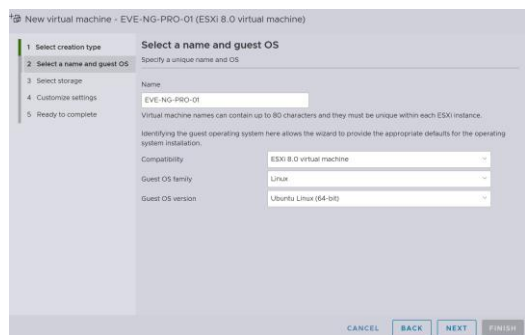 New virtual machine - EVE-NG-PRO-01 (ESXi 8.0 virtual machine)
1 Select creation type
2 Select a name and guest OS
3 Select storage
4 Customize settings
5 Ready to complete
Select a name and guest OS
Specify a unique name and OS
Name
EVE-NG-PRO-01
Virtual machine names can contain up to 80 characters and they must be unique within each ESXi instance.
Identifying the guest operating system here allows the wizard to provide the appropriate defaults for the operating
system installation.
Compatibility
ESXi 8.0 virtual machine
Guest OS family
Linux
Guest OS version
Ubuntu Linux (64-bit)
CANCEL
BACK
NEXT
FINISH